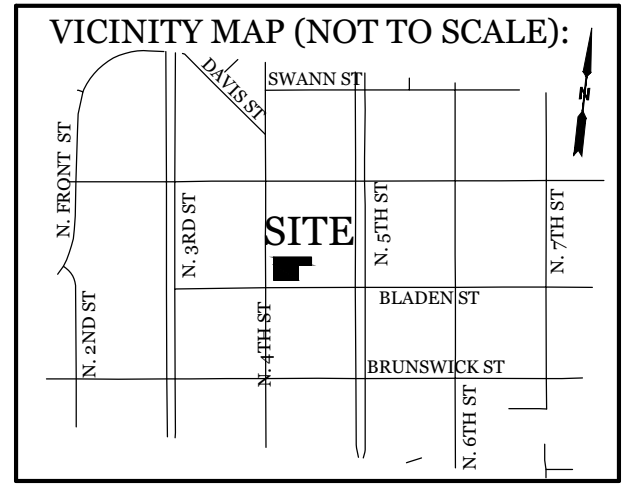 VICINITY MAP (NOT TO SCALE):
DAVIS ST
SWANN ST
N
N. FRONT ST
N. 3RD ST
SITE
N. 5TH ST
N. 7TH ST
N. 2ND ST
N. 4TH ST
BLADEN ST
BRUNSWICK ST
N. 6TH ST